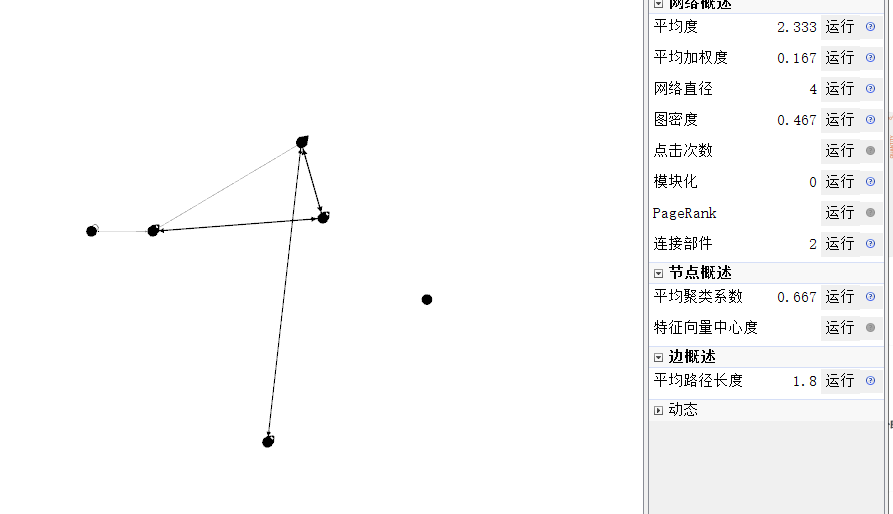 网络概述
平均度 2.333 运行
平均加权度 0.167 运行
网络直径 4 运行
图密度 0.467 运行
点击次数 运行
模块化 0 运行
PageRank 运行
连接部件 2 运行
节点概述
平均聚类系数 0.667 运行
特征向量中心度 运行
边概述
平均路径长度 1.8 运行
动态